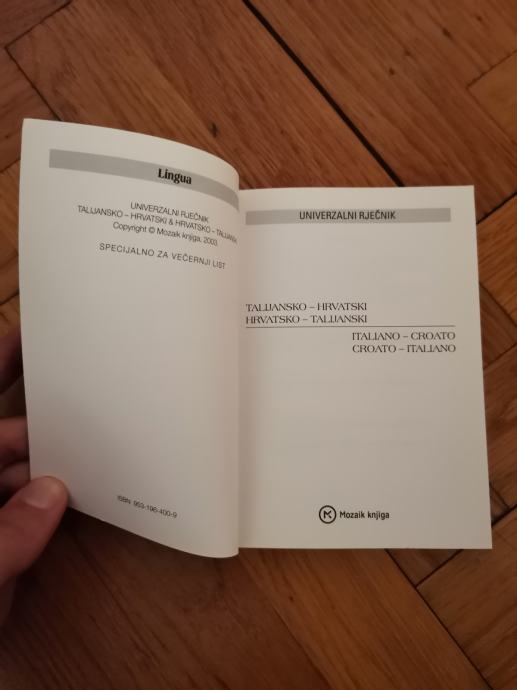 Lingua
UNIVERZALNI RJEČNIK
TALIJANSKO – HRVATSKI & HRVATSKO – TALIJANSKI
Copyright © Mozaik knjiga, 2003.
SPECIJALNO ZA VEČERNJI LIST
ISBN 953-196-400-9
UNIVERZALNI RJEČNIK
TALIJANSKO – HRVATSKI
HRVATSKO – TALIJANSKI
ITALIANO – CROATO
CROATO – ITALIANO
Mozaik knjiga